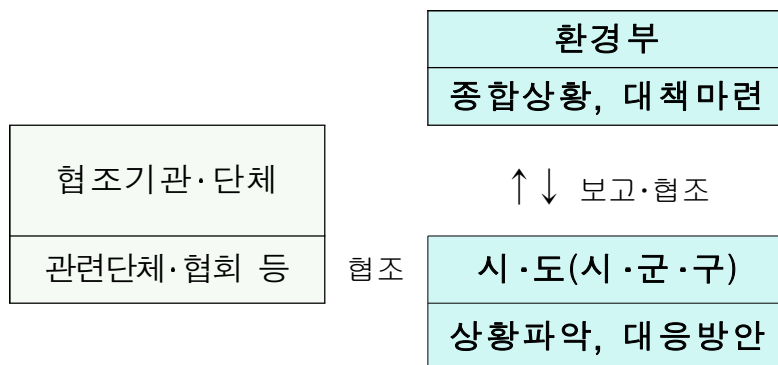 환경부
종합상황, 대책마련
협조기관·단체
↑↓ 보고·협조
관련단체·협회 등
협조
시·도(시·군·구)
상황파악, 대응방안